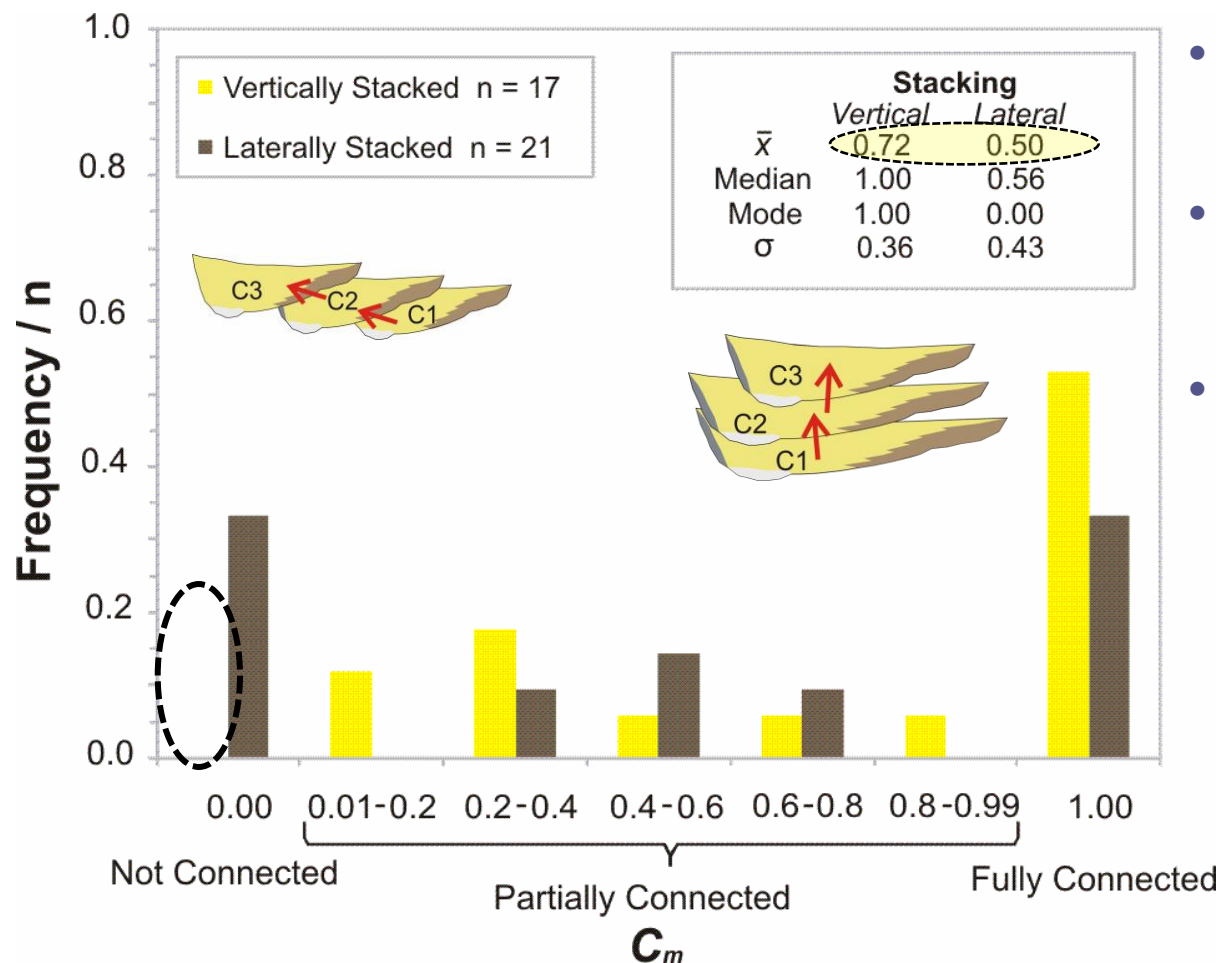 1.0
0.8
0.6
0.4
0.2
0.0
Frequency / n
Vertically Stacked n = 17
Laterally Stacked n = 21
Stacking
Vertical Lateral
x̄ 0.72 0.50
Median 1.00 0.56
Mode 1.00 0.00
σ 0.36 0.43
C3 C2 C1
C3
C2
C1
0.00 0.01-0.2 0.2-0.4 0.4-0.6 0.6-0.8 0.8-0.99 1.00
Not Connected
Partially Connected
Fully Connected
Cm